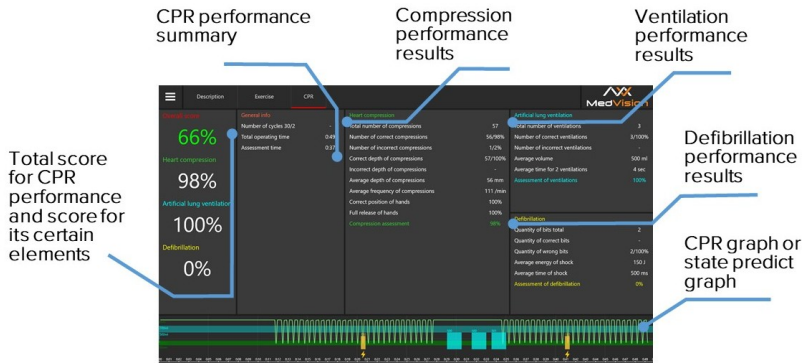 CPR performance
summary
Compression
performance
results
Ventilation
performance
results
Description
Exercise
CPR
MedVision
66%
Heart compression
98%
Artificial lung ventilation
100%
Defibrillation
0%
General info
Number of cycles 30/2 -
Total operating time 0:49
Assessment time 0:37
Heart compression
Total number of compressions 57
Number of correct compressions 56/98%
Number of incorrect compressions 1/2%
Correct depth of compressions 57/100%
Incorrect depth of compressions -
Average depth of compressions 56 mm
Average frequency of compressions 111 /min
Correct position of hands 100%
Full release of hands 100%
Compression assessment 98%
Artificial lung ventilation
Total number of ventilations 3
Number of correct ventilations 3/100%
Number of incorrect ventilations -
Average volume 500 ml
Average time for 2 ventilations 4 sec
Assessment of ventilations 100%
Defibrillation
Quantity of bits total 2
Quantity of correct bits -
Quantity of wrong bits 2/100%
Average energy of shock 150 J
Average time of shock 500 ms
Assessment of defibrillation 0%
Total score
for CPR
performance
and score for
its certain
elements
Defibrillation
performance
results
CPR graph or
state predict
graph